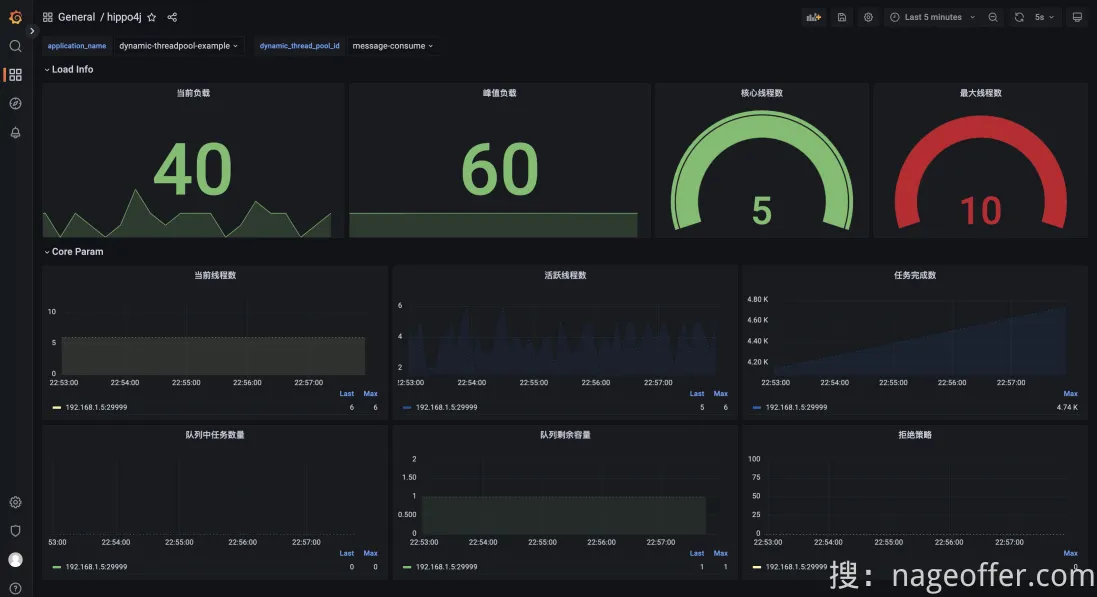 General / hippo4j
Last 5 minutes
5s
application_name
dynamic-threadpool-example
dynamic_thread_pool_id
message-consume
Load Info
当前负载
峰值负载
核心线程数
最大线程数
40
60
5
10
Core Param
当前线程数
活跃线程数
任务完成数
10
5
0
22:53:00 22:54:00 22:55:00 22:56:00 22:57:00
Last Max
192.168.1.5:29999 6 6
6
4
2
22:53:00 22:54:00 22:55:00 22:56:00 22:57:00
Last Max
192.168.1.5:29999 5 6
4.80 K
4.60 K
4.40 K
4.20 K
22:53:00 22:54:00 22:55:00 22:56:00 22:57:00
Max
192.168.1.5:29999 4.74 K
队列中任务数量
队列剩余容量
拒绝策略
53:00 22:54:00 22:55:00 22:56:00 22:57:00
Last Max
192.168.1.5:29999 0 0
2
1.50
1
0.500
0
22:53:00 22:54:00 22:55:00 22:56:00 22:57:00
Last Max
192.168.1.5:29999 1 1
100
75
50
25
0
22:53:00 22:54:00 22:55:00 22:56:00 22:57:00
Max
192.168.1.5:29999 0
搜：nageoffer.com